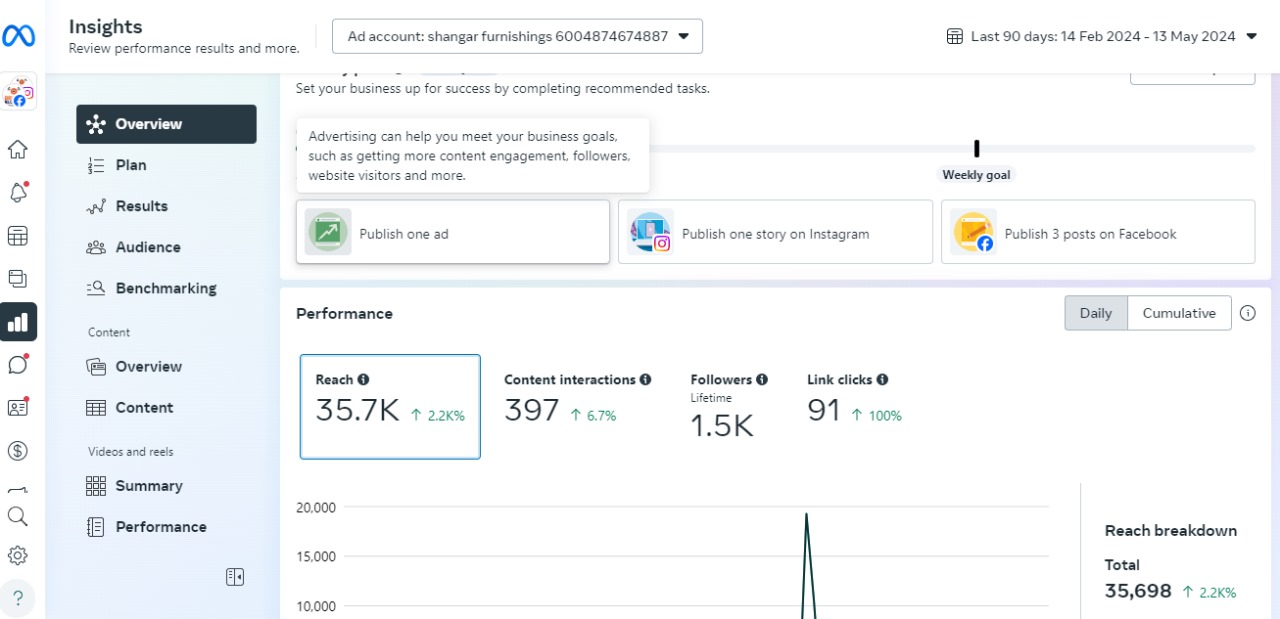 Insights
Review performance results and more.
Ad account: shangar furnishings 6004874674887
Last 90 days: 14 Feb 2024 - 13 May 2024
Set your business up for success by completing recommended tasks.
Overview
Plan
Results
Audience
Benchmarking
Content
Overview
Content
Videos and reels
Summary
Performance
Advertising can help you meet your business goals,
such as getting more content engagement, followers,
website visitors and more.
Weekly goal
Publish one ad
Publish one story on Instagram
Publish 3 posts on Facebook
Performance
Daily
Cumulative
Reach
35.7K ↑ 2.2K%
Content interactions
397 ↑ 6.7%
Followers
Lifetime
1.5K
Link clicks
91 ↑ 100%
20,000
15,000
10,000
Reach breakdown
Total
35,698 ↑ 2.2K%
?